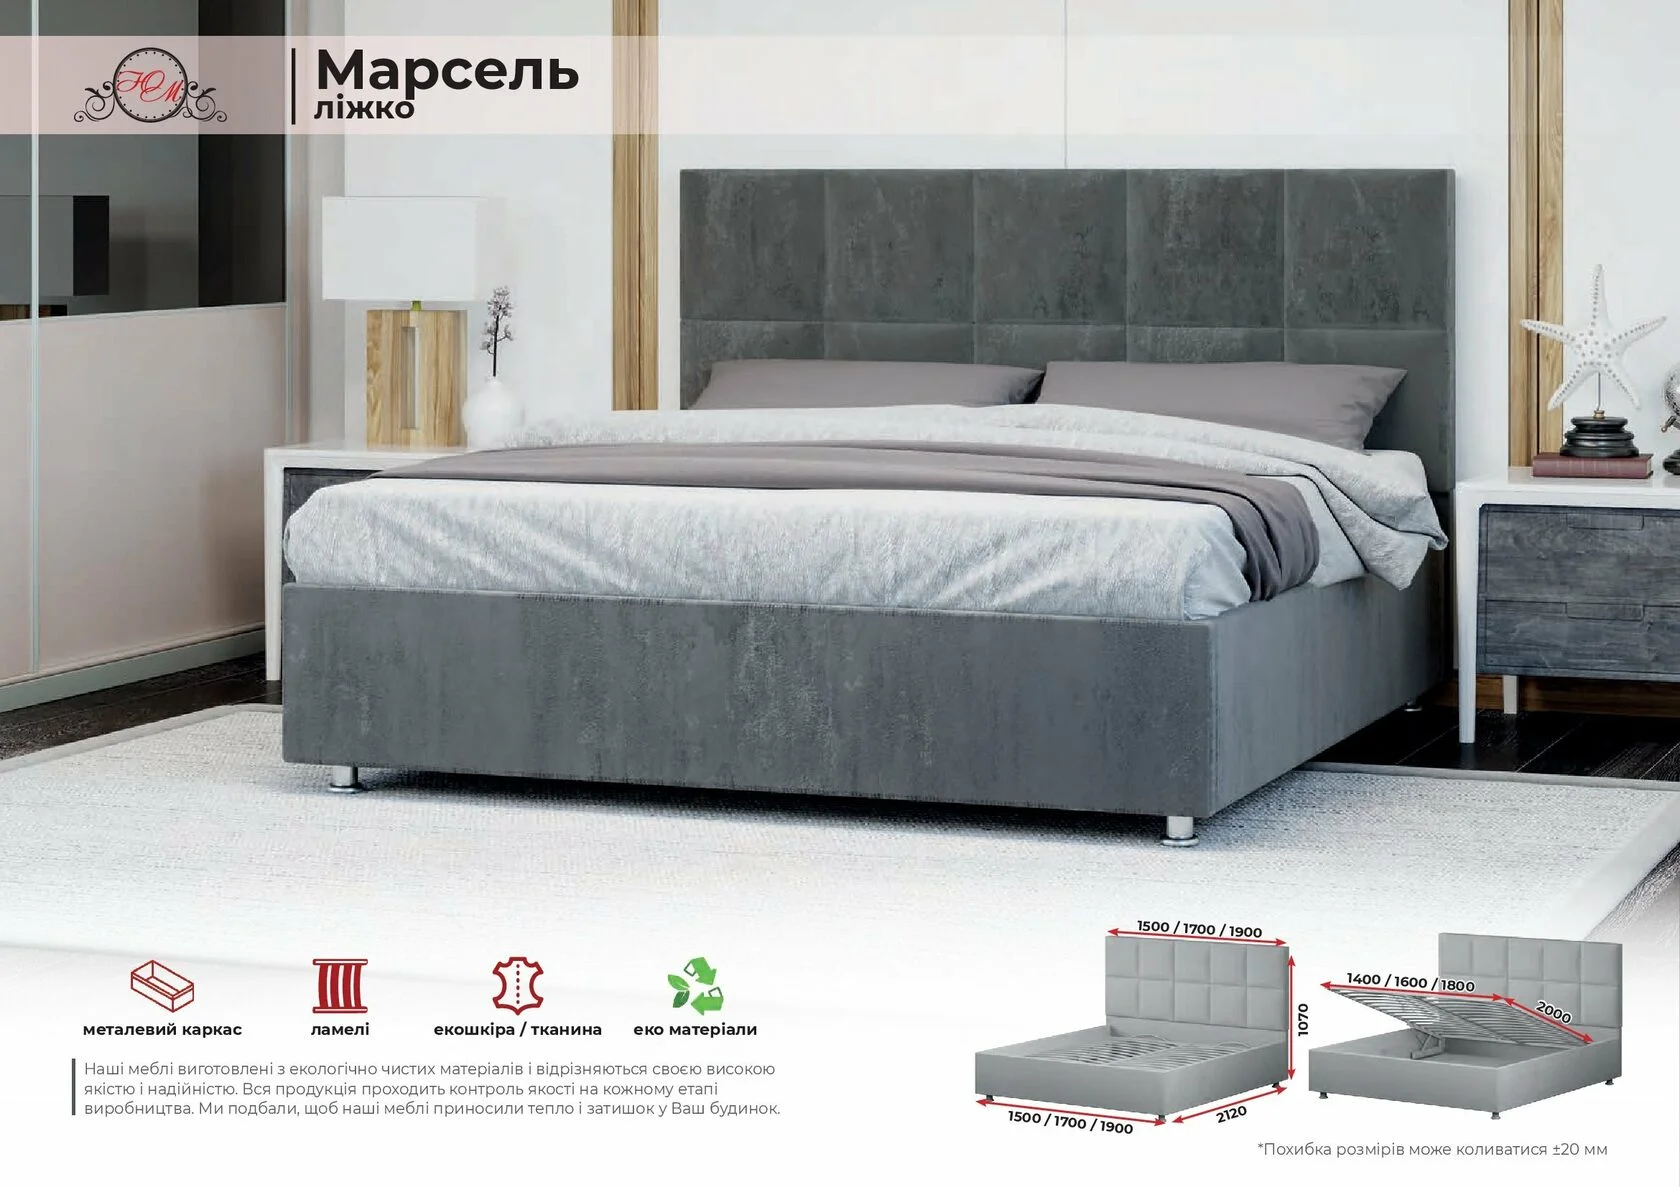 ЮМ
Марсель
ліжко
металевий каркас
ламелі
екошкіра / тканина
еко матеріали
Наші меблі виготовлені з екологічно чистих матеріалів і відрізняються своєю високою
якістю і надійністю. Вся продукція проходить контроль якості на кожному етапі
виробництва. Ми подбали, щоб наші меблі приносили тепло і затишок у Ваш будинок.
1500 / 1700 / 1900
1070
1500 / 1700 / 1900
2120
1400 / 1600 / 1800
2000
*Похибка розмірів може коливатися ±20 мм